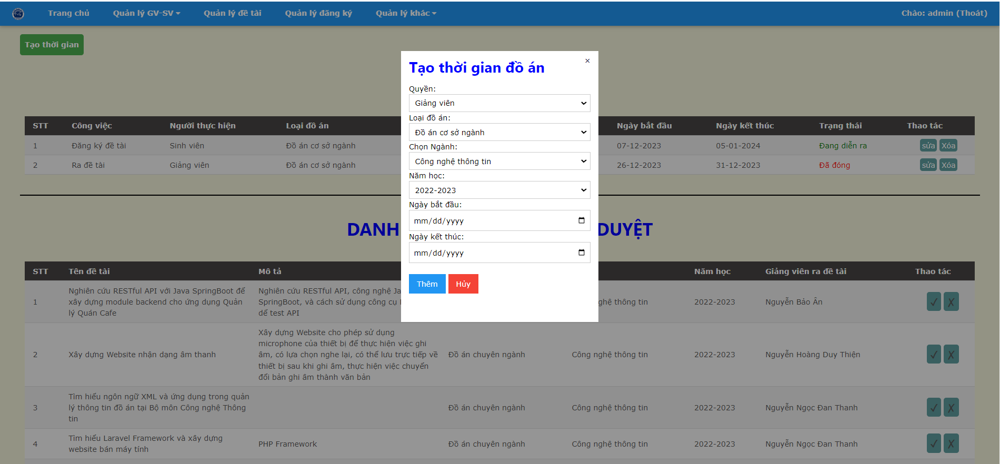 Trang chủ Quản lý GV-SV Quản lý đề tài Quản lý đăng ký Quản lý khác Chào: admin (Thoát)
Tạo thời gian
Tạo thời gian đồ án ×
Quyền:
Giảng viên
Loại đồ án:
Đồ án cơ sở ngành
Chọn Ngành:
Công nghệ thông tin
Năm học:
2022-2023
Ngày bắt đầu:
mm/dd/yyyy
Ngày kết thúc:
mm/dd/yyyy
Thêm Hủy
STT Công việc Người thực hiện Loại đồ án Ngày bắt đầu Ngày kết thúc Trạng thái Thao tác
1 Đăng ký đề tài Sinh viên Đồ án cơ sở ngành 07-12-2023 05-01-2024 Đang diễn ra sửa Xóa
2 Ra đề tài Giảng viên Đồ án cơ sở ngành 26-12-2023 31-12-2023 Đã đóng sửa Xóa
DANH DUYỆT
STT Tên đề tài Mô tả Năm học Giảng viên ra đề tài Thao tác
1
Nghiên cứu RESTful API với Java SpringBoot để
xây dựng module backend cho ứng dụng Quản
lý Quán Cafe
Nghiên cứu RESTful API, công nghệ
SpringBoot, và cách sử dụng công cụ
để test API
thông tin 2022-2023 Nguyễn Bảo Ân ✓ ✗
2 Xây dựng Website nhận dạng âm thanh
Xây dựng Website cho phép sử dụng
microphone của thiết bị để thực hiện việc ghi
âm, có lựa chọn nghe lại, có thể lưu trực tiếp về
thiết bị sau khi ghi âm, thực hiện việc chuyển
đổi bản ghi âm thành văn bản
Đồ án chuyên ngành Công nghệ thông tin 2022-2023 Nguyễn Hoàng Duy Thiện ✓ ✗
3
Tìm hiểu ngôn ngữ XML và ứng dụng trong quản
lý thông tin đồ án tại Bộ môn Công nghệ Thông
tin
Đồ án chuyên ngành Công nghệ thông tin 2022-2023 Nguyễn Ngọc Đan Thanh ✓ ✗
4
Tìm hiểu Laravel Framework và xây dựng
website bán máy tính
PHP Framework Đồ án chuyên ngành Công nghệ thông tin 2022-2023 Nguyễn Ngọc Đan Thanh ✓ ✗